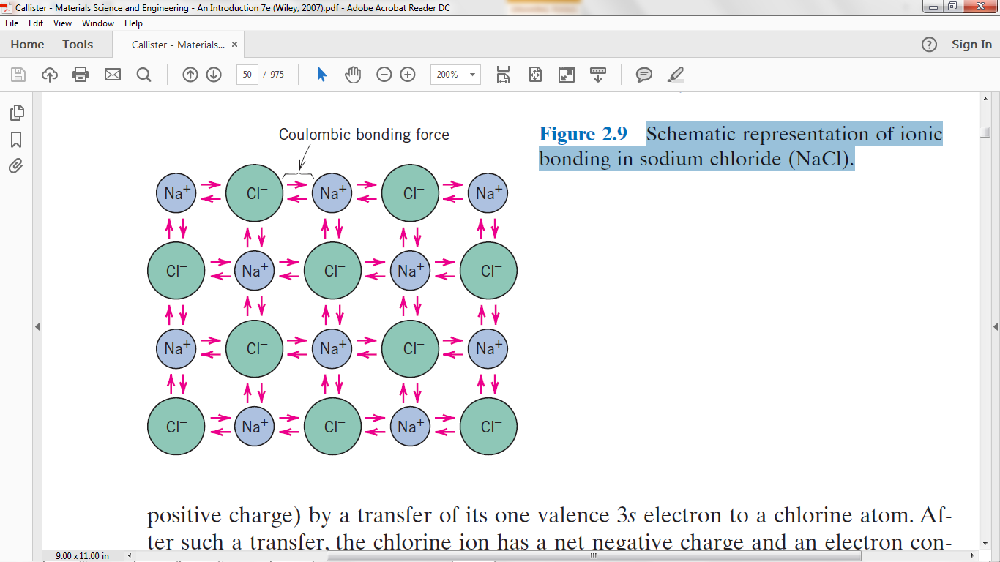 Callister - Materials Science and Engineering - An Introduction 7e (Wiley, 2007).pdf - Adobe Acrobat Reader DC
File Edit View Window Help
Home Tools Callister - Materials... × ? Sign In
50 / 975 200%
Coulombic bonding force
Figure 2.9 Schematic representation of ionic
bonding in sodium chloride (NaCl).
Na+ Cl− Na+ Cl− Na+
Cl− Na+ Cl− Na+ Cl−
Na+ Cl− Na+ Cl− Na+
Cl− Na+ Cl− Na+ Cl−
positive charge) by a transfer of its one valence 3s electron to a chlorine atom. Af-
ter such a transfer, the chlorine ion has a net negative charge and an electron con-
9.00 x 11.00 in